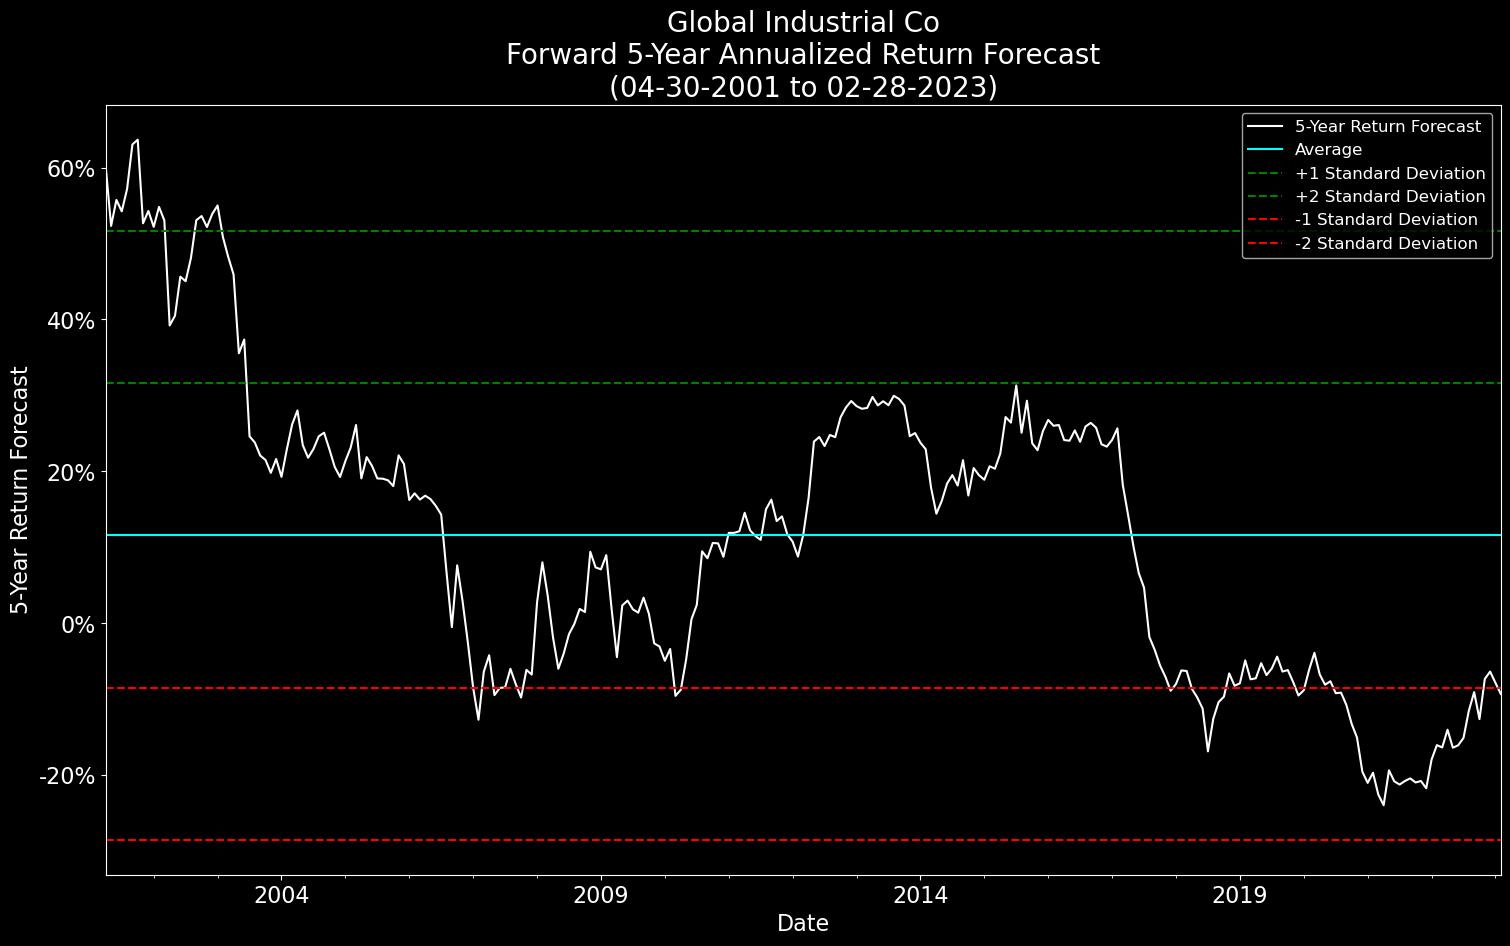 Global Industrial Co
Forward 5-Year Annualized Return Forecast
(04-30-2001 to 02-28-2023)
5-Year Return Forecast
Average
+1 Standard Deviation
+2 Standard Deviation
-1 Standard Deviation
-2 Standard Deviation
60%
40%
20%
0%
-20%
5-Year Return Forecast
2004
2009
2014
2019
Date